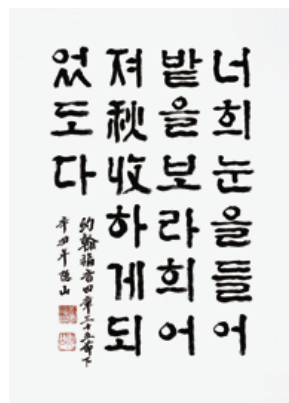 너희눈을들어
밭을보라희어
져秋收하게되
었도다
約翰福音四章三十五節下
辛 年 山